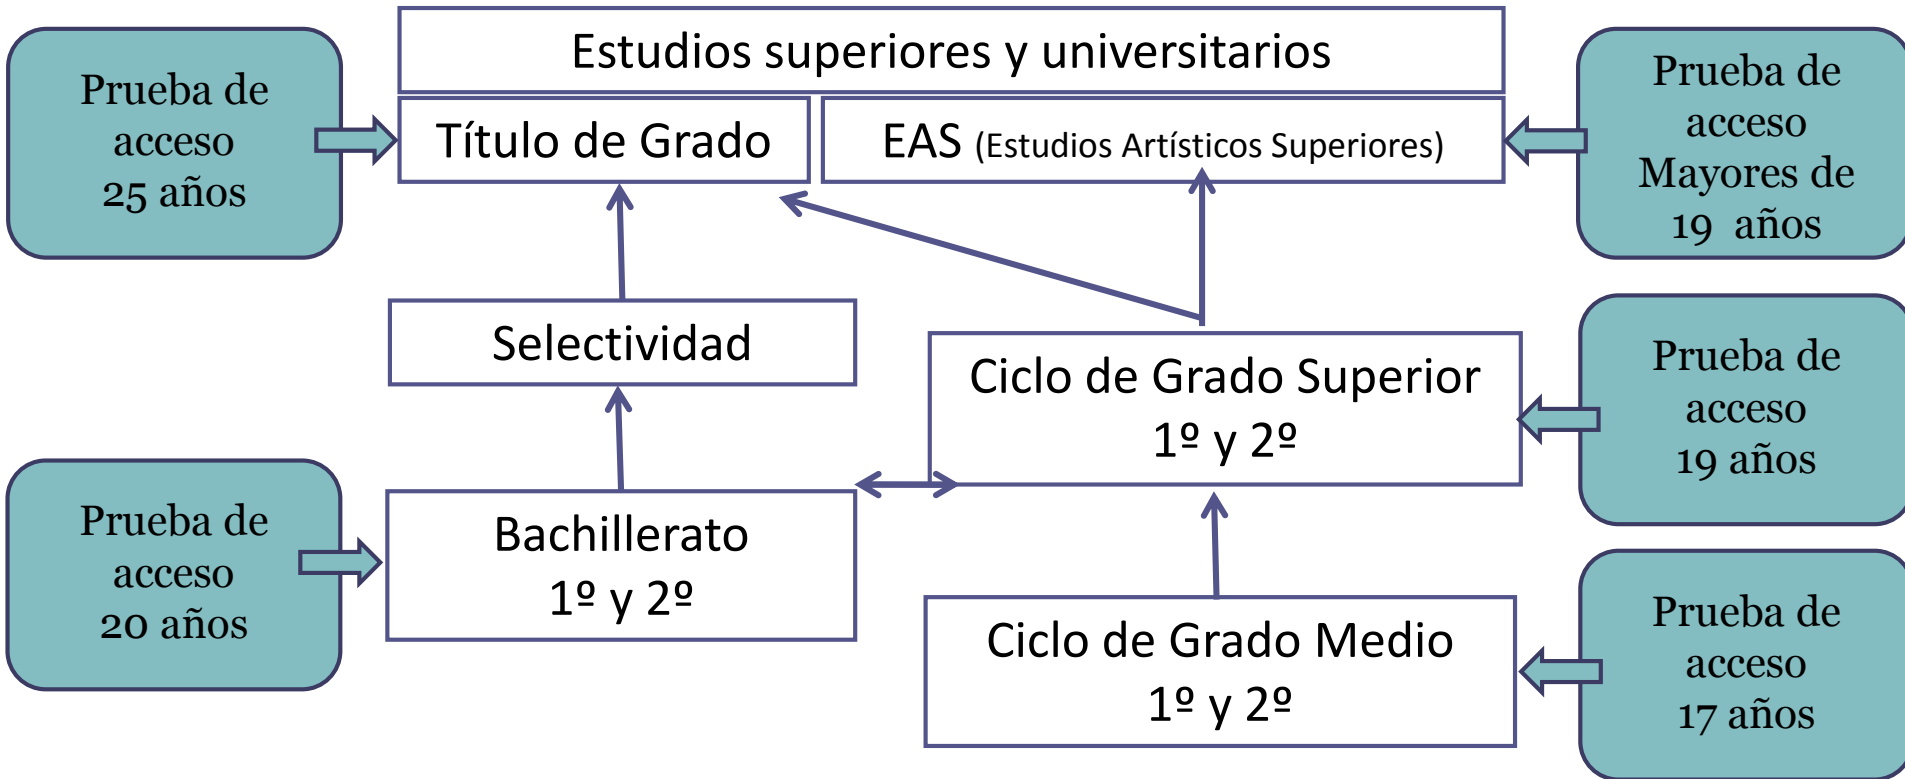 Estudios superiores y universitarios
Prueba de
acceso
25 años
Título de Grado
EAS (Estudios Artísticos Superiores)
Prueba de
acceso
Mayores de
19 años
Selectividad
Ciclo de Grado Superior
1º y 2º
Prueba de
acceso
19 años
Prueba de
acceso
20 años
Bachillerato
1º y 2º
Ciclo de Grado Medio
1º y 2º
Prueba de
acceso
17 años